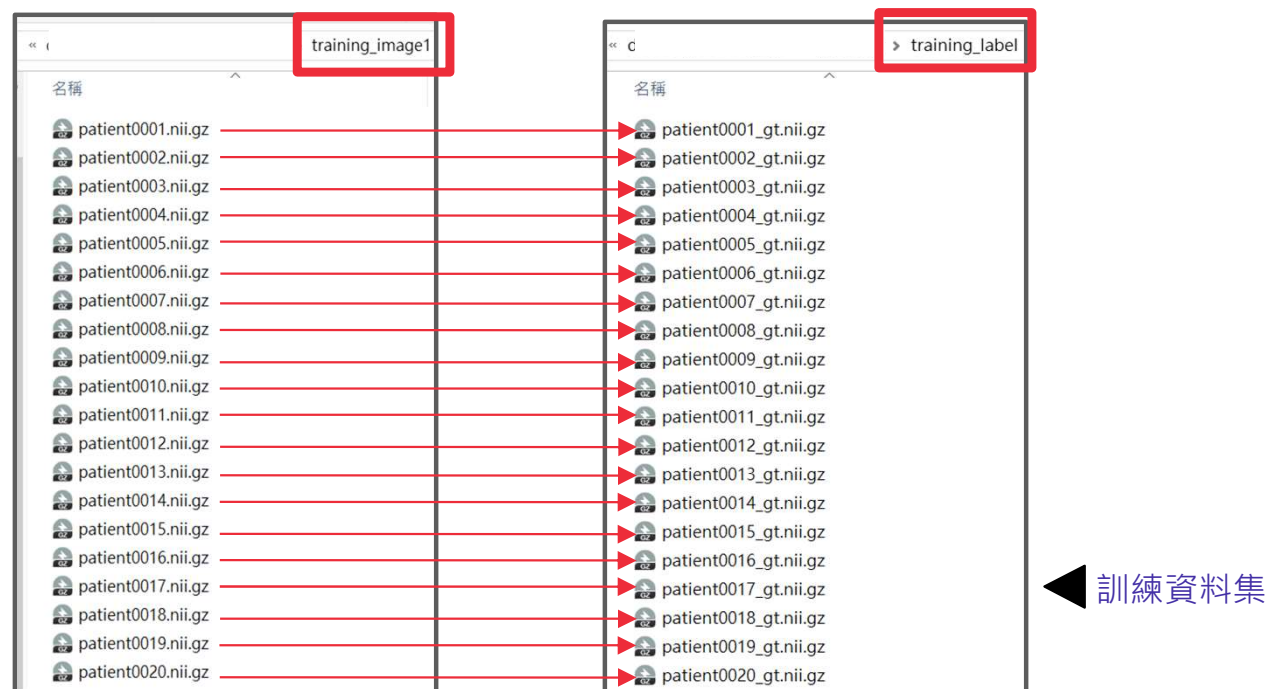 « training_image1
名稱
patient0001.nii.gz
patient0002.nii.gz
patient0003.nii.gz
patient0004.nii.gz
patient0005.nii.gz
patient0006.nii.gz
patient0007.nii.gz
patient0008.nii.gz
patient0009.nii.gz
patient0010.nii.gz
patient0011.nii.gz
patient0012.nii.gz
patient0013.nii.gz
patient0014.nii.gz
patient0015.nii.gz
patient0016.nii.gz
patient0017.nii.gz
patient0018.nii.gz
patient0019.nii.gz
patient0020.nii.gz
« d › training_label
名稱
patient0001_gt.nii.gz
patient0002_gt.nii.gz
patient0003_gt.nii.gz
patient0004_gt.nii.gz
patient0005_gt.nii.gz
patient0006_gt.nii.gz
patient0007_gt.nii.gz
patient0008_gt.nii.gz
patient0009_gt.nii.gz
patient0010_gt.nii.gz
patient0011_gt.nii.gz
patient0012_gt.nii.gz
patient0013_gt.nii.gz
patient0014_gt.nii.gz
patient0015_gt.nii.gz
patient0016_gt.nii.gz
patient0017_gt.nii.gz
patient0018_gt.nii.gz
patient0019_gt.nii.gz
patient0020_gt.nii.gz
訓練資料集